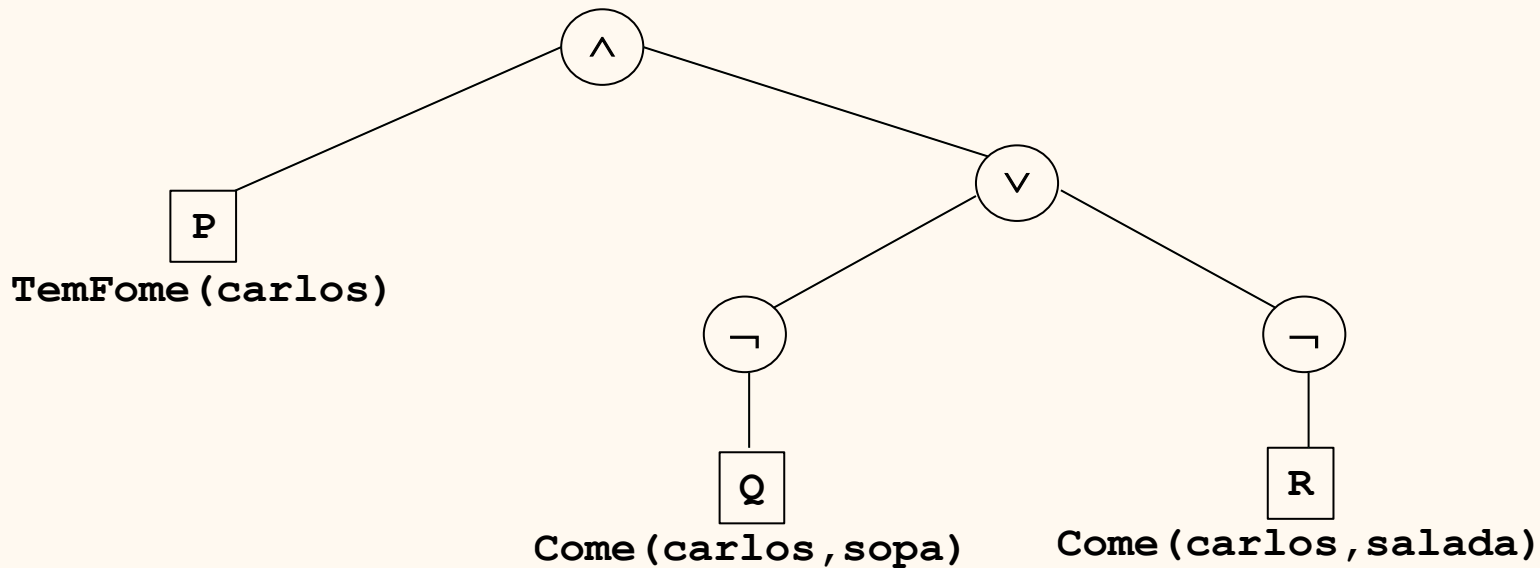 ∧
∨
P
TemFome(carlos)
¬
¬
Q
R
Come(carlos,sopa)
Come(carlos,salada)